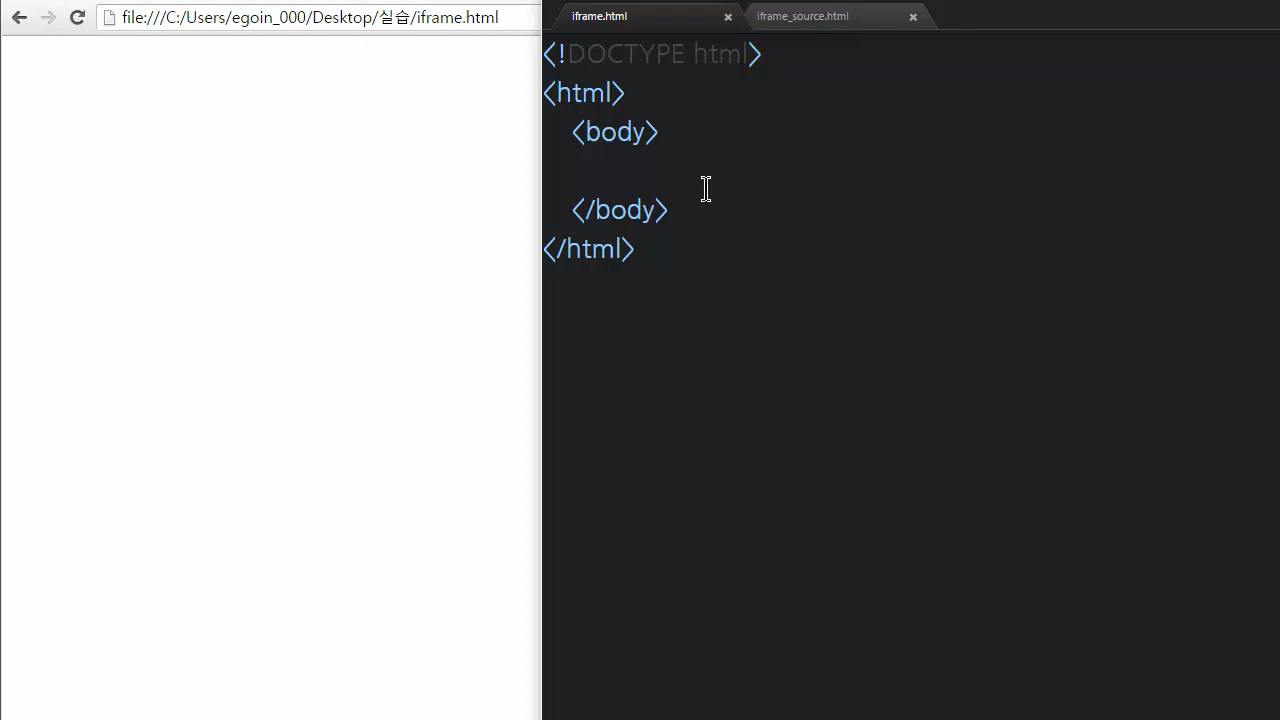 file:///C:/Users/egoin_000/Desktop/실습/iframe.html
iframe.html
iframe_source.html
<!DOCTYPE html>
<html>
<body>
</body>
</html>